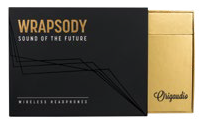 WRAPSODY
SOUND OF THE FUTURE
WIRELESS HEADPHONES
Origaudio